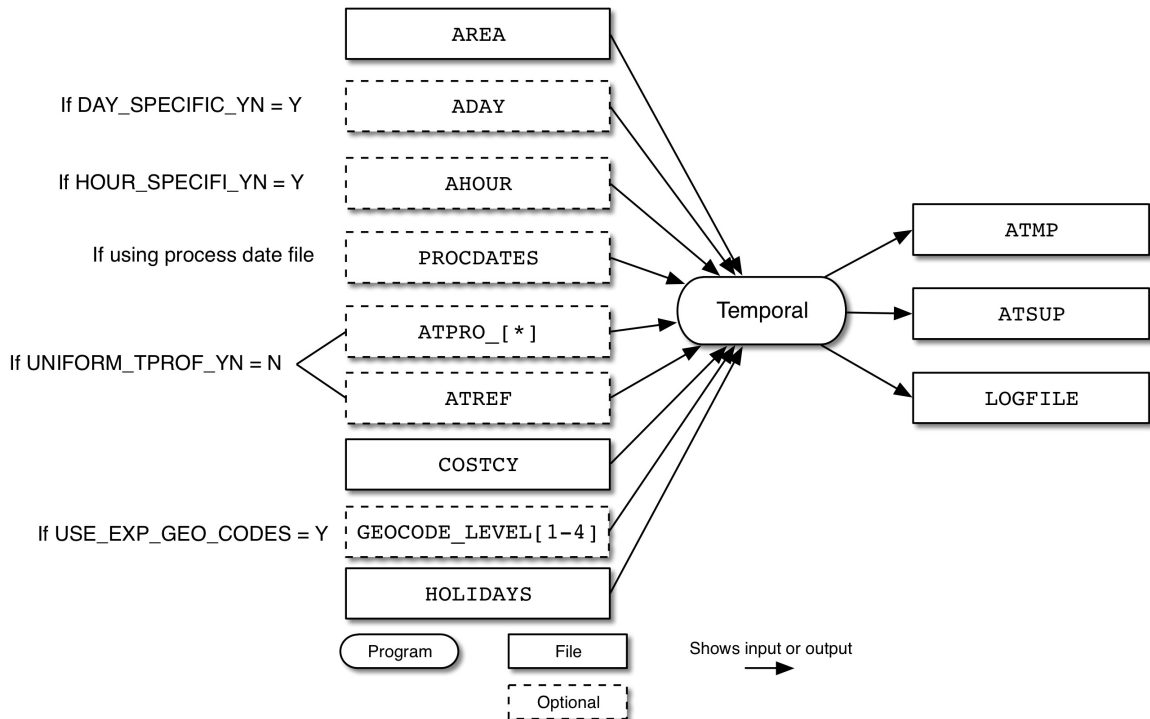 AREA
If DAY_SPECIFIC_YN = Y
ADAY
If HOUR_SPECIFI_YN = Y
AHOUR
If using process date file
PROCDATES
ATPRO_[*]
If UNIFORM_TPROF_YN = N
ATREF
COSTCY
If USE_EXP_GEO_CODES = Y
GEOCODE_LEVEL[1-4]
HOLIDAYS
Temporal
ATMP
ATSUP
LOGFILE
Program
File
Optional
Shows input or output